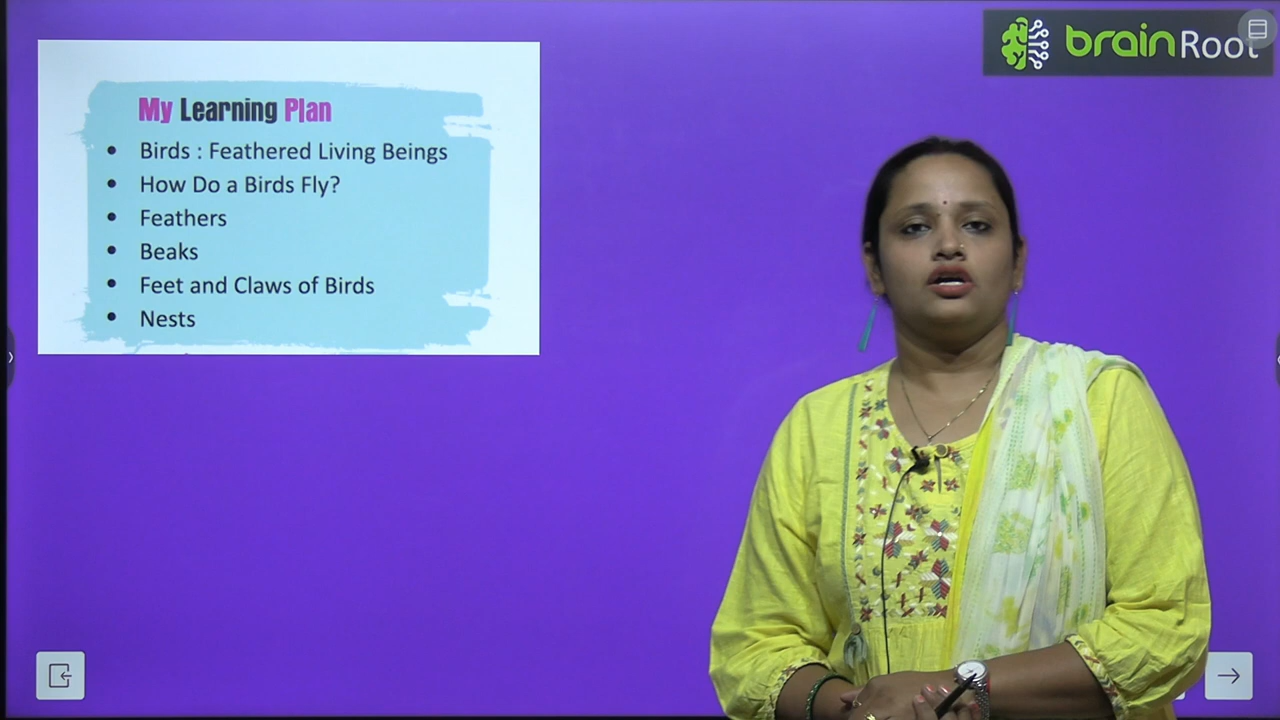 brainRoot
My Learning Plan
• Birds : Feathered Living Beings
• How Do a Birds Fly?
• Feathers
• Beaks
• Feet and Claws of Birds
• Nests